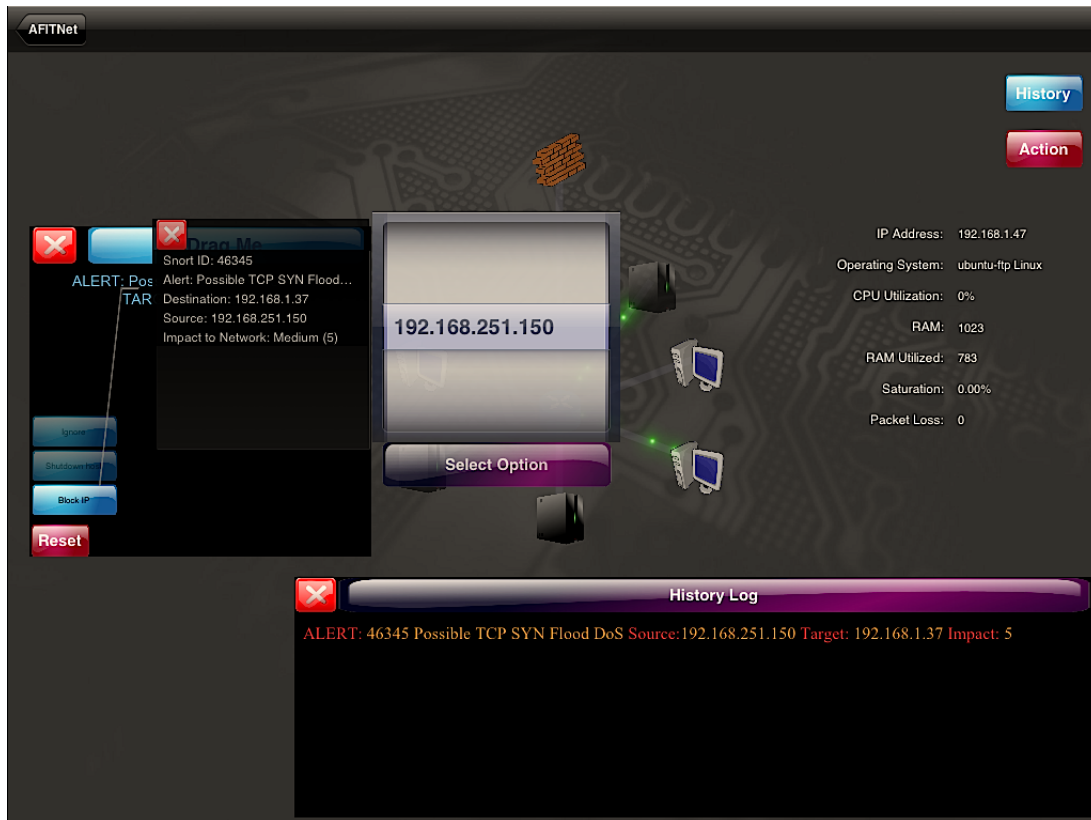 AFITNet
History
Action
IP Address: 192.168.1.47
Operating System: ubuntu-ftp Linux
CPU Utilization: 0%
RAM: 1023
RAM Utilized: 783
Saturation: 0.00%
Packet Loss: 0
Drag Me
ALERT: Pos
TAR
Snort ID: 46345
Alert: Possible TCP SYN Flood...
Destination: 192.168.1.37
Source: 192.168.251.150
Impact to Network: Medium (5)
Ignore
Shutdown
Block IP
Reset
192.168.251.150
Select Option
History Log
ALERT: 46345 Possible TCP SYN Flood DoS Source:192.168.251.150 Target: 192.168.1.37 Impact: 5